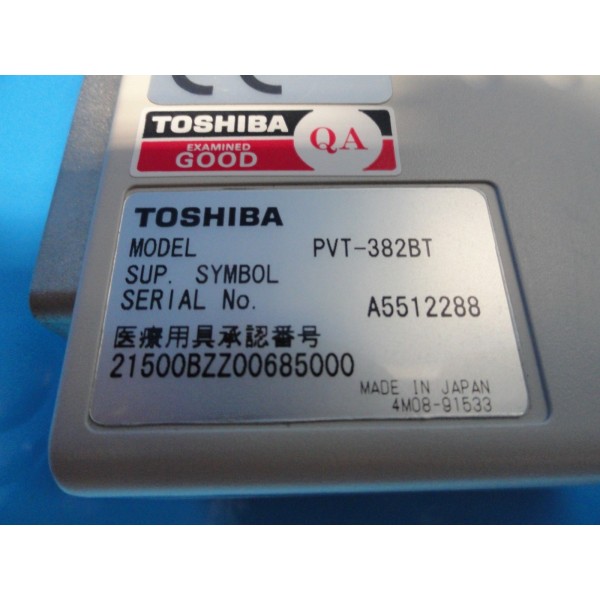 CE
TOSHIBA
EXAMINED
GOOD
QA
TOSHIBA
MODEL PVT-382BT
SUP. SYMBOL
SERIAL No. A5512288
医療用具承認番号
21500BZZ00685000
MADE IN JAPAN
4M08-91533